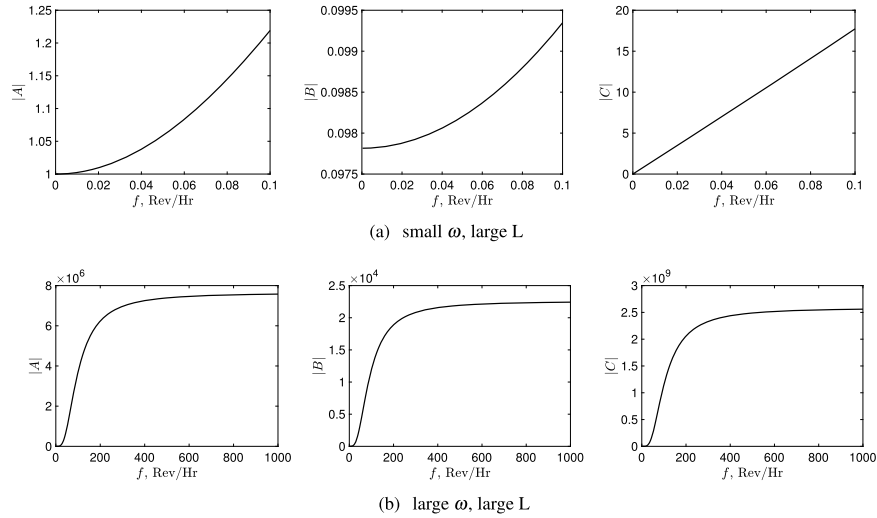 |A|
1.25
1.2
1.15
1.1
1.05
1
0 0.02 0.04 0.06 0.08 0.1
f, Rev/Hr
|B|
0.0995
0.099
0.0985
0.098
0.0975
0 0.02 0.04 0.06 0.08 0.1
f, Rev/Hr
|C|
20
15
10
5
0
0 0.02 0.04 0.06 0.08 0.1
f, Rev/Hr
(a) small ω, large L
×10⁶
|A|
8
6
4
2
0
0 200 400 600 800 1000
f, Rev/Hr
×10⁴
|B|
2.5
2
1.5
1
0.5
0
0 200 400 600 800 1000
f, Rev/Hr
×10⁹
|C|
3
2.5
2
1.5
1
0.5
0
0 200 400 600 800 1000
f, Rev/Hr
(b) large ω, large L